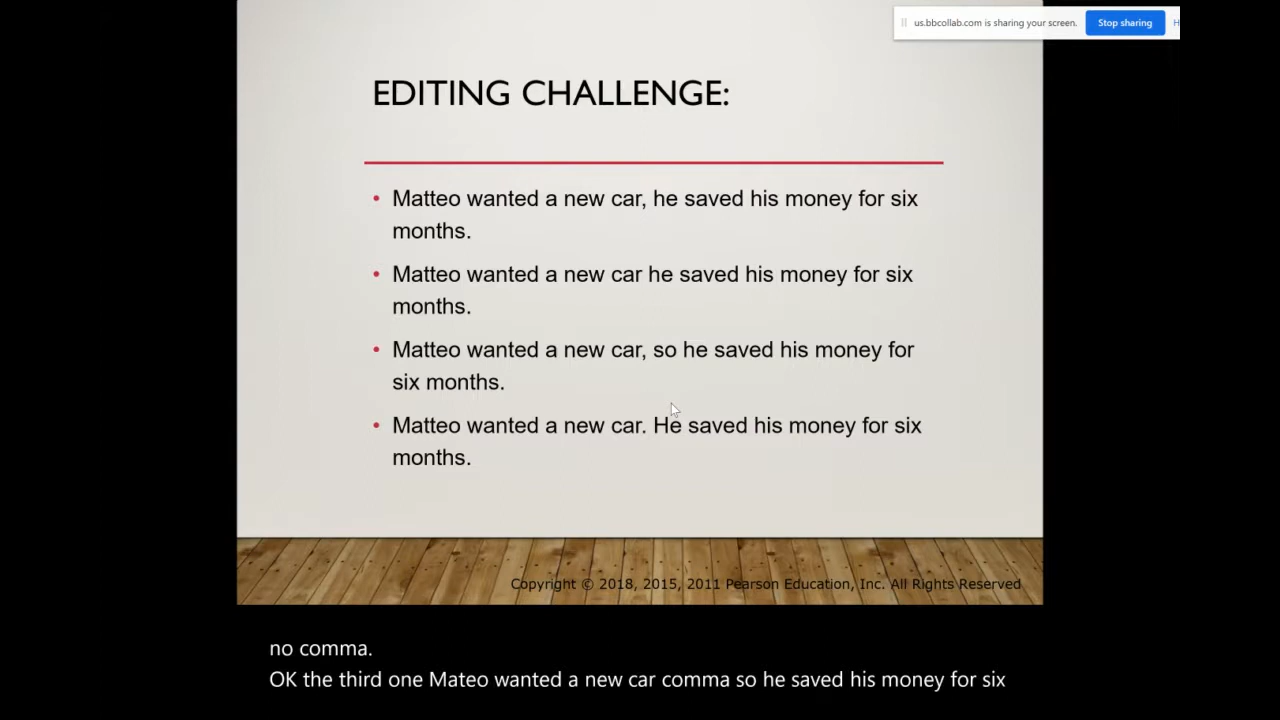 us.bbcollab.com is sharing your screen.
Stop sharing
H
EDITING CHALLENGE:
• Matteo wanted a new car, he saved his money for six
months.
• Matteo wanted a new car he saved his money for six
months.
• Matteo wanted a new car, so he saved his money for
six months.
• Matteo wanted a new car. He saved his money for six
months.
Copyright © 2018, 2015, 2011 Pearson Education, Inc. All Rights Reserved
no comma.
OK the third one Mateo wanted a new car comma so he saved his money for six